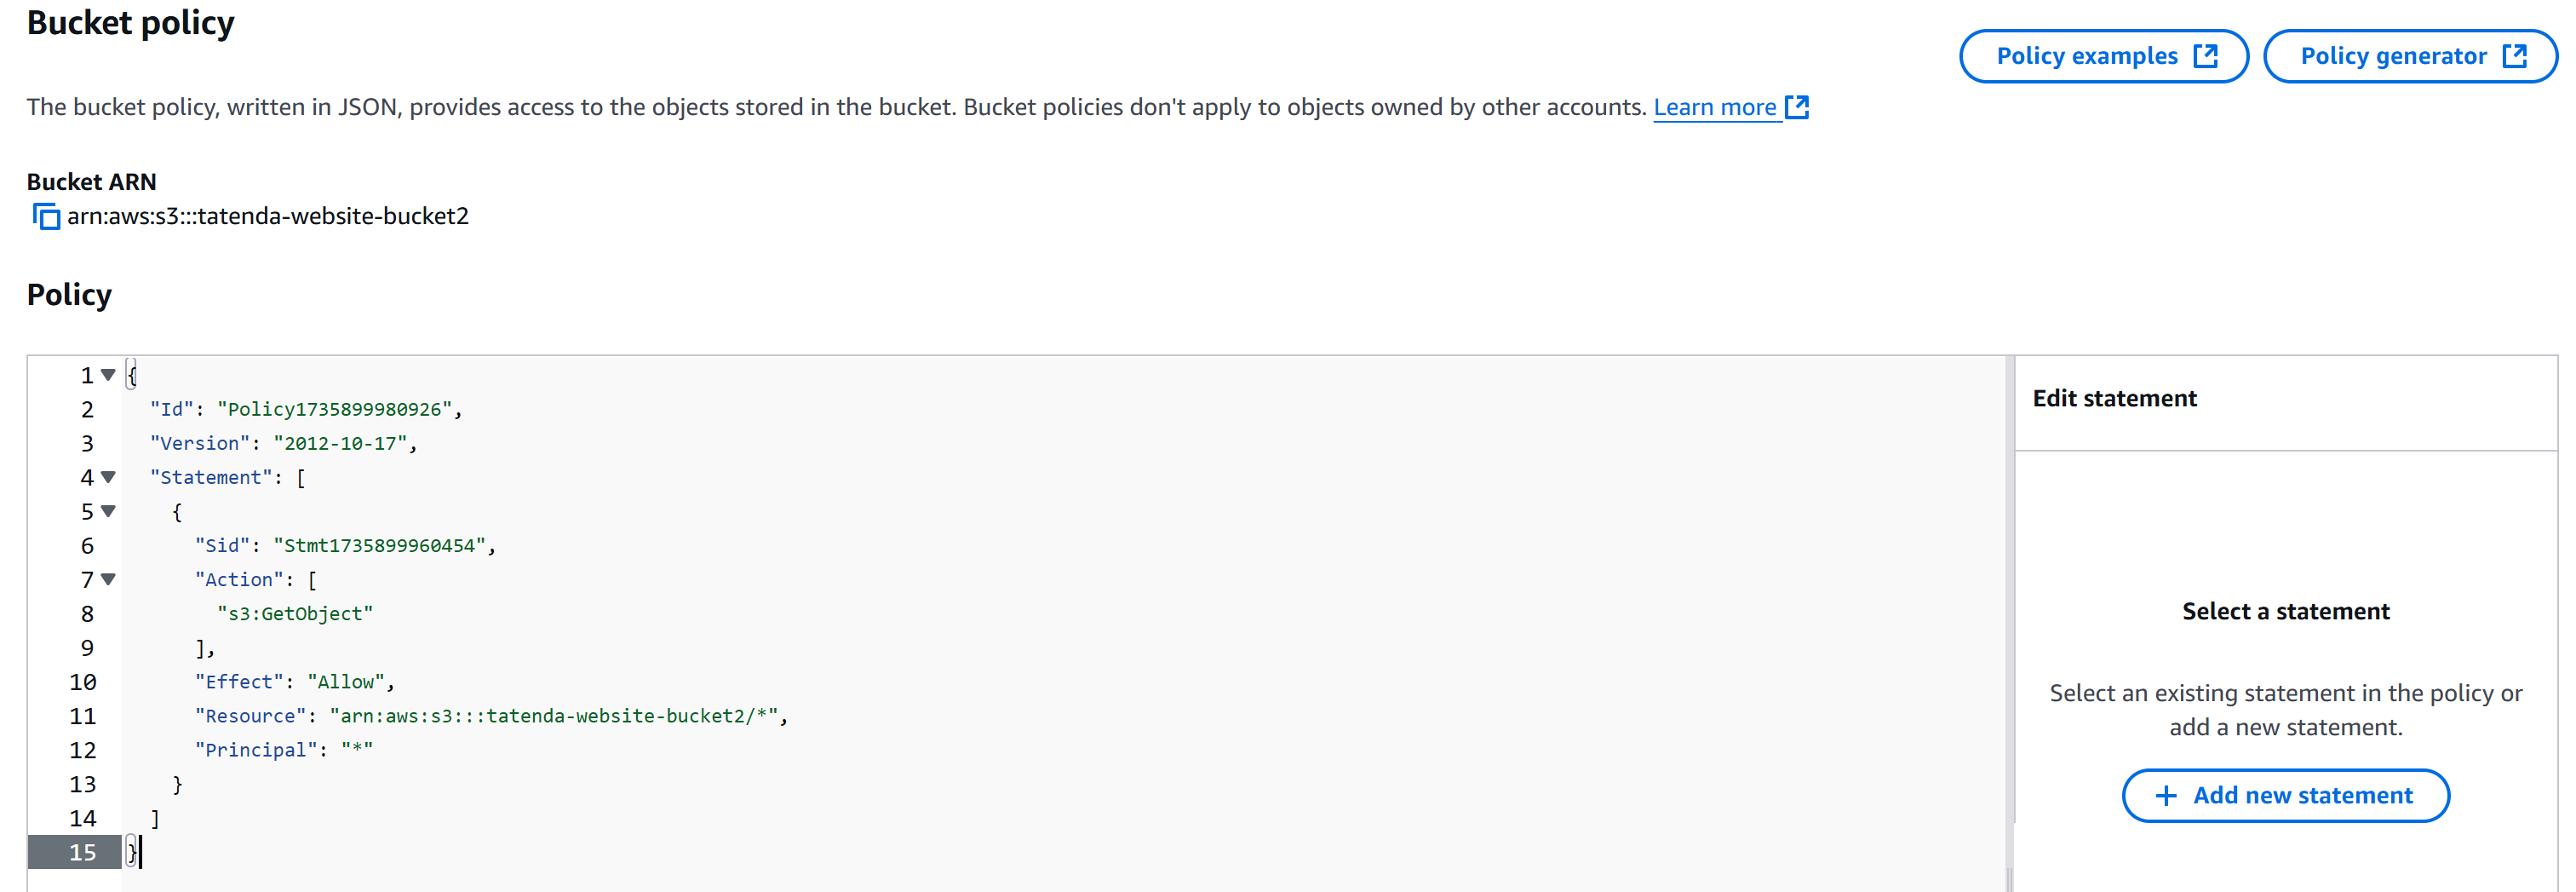 Bucket policy
Policy examples
Policy generator
The bucket policy, written in JSON, provides access to the objects stored in the bucket. Bucket policies don't apply to objects owned by other accounts. Learn more
Bucket ARN
arn:aws:s3:::tatenda-website-bucket2
Policy
1 {
2 "Id": "Policy1735899980926",
3 "Version": "2012-10-17",
4 "Statement": [
5 {
6 "Sid": "Stmt1735899960454",
7 "Action": [
8 "s3:GetObject"
9 ],
10 "Effect": "Allow",
11 "Resource": "arn:aws:s3:::tatenda-website-bucket2/*",
12 "Principal": "*"
13 }
14 ]
15 }
Edit statement
Select a statement
Select an existing statement in the policy or
add a new statement.
+ Add new statement